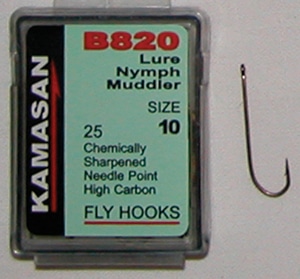 KAMASAN
B820
Lure
Nymph
Muddler
SIZE
25 10
Chemically
Sharpened
Needle Point
High Carbon
FLY HOOKS